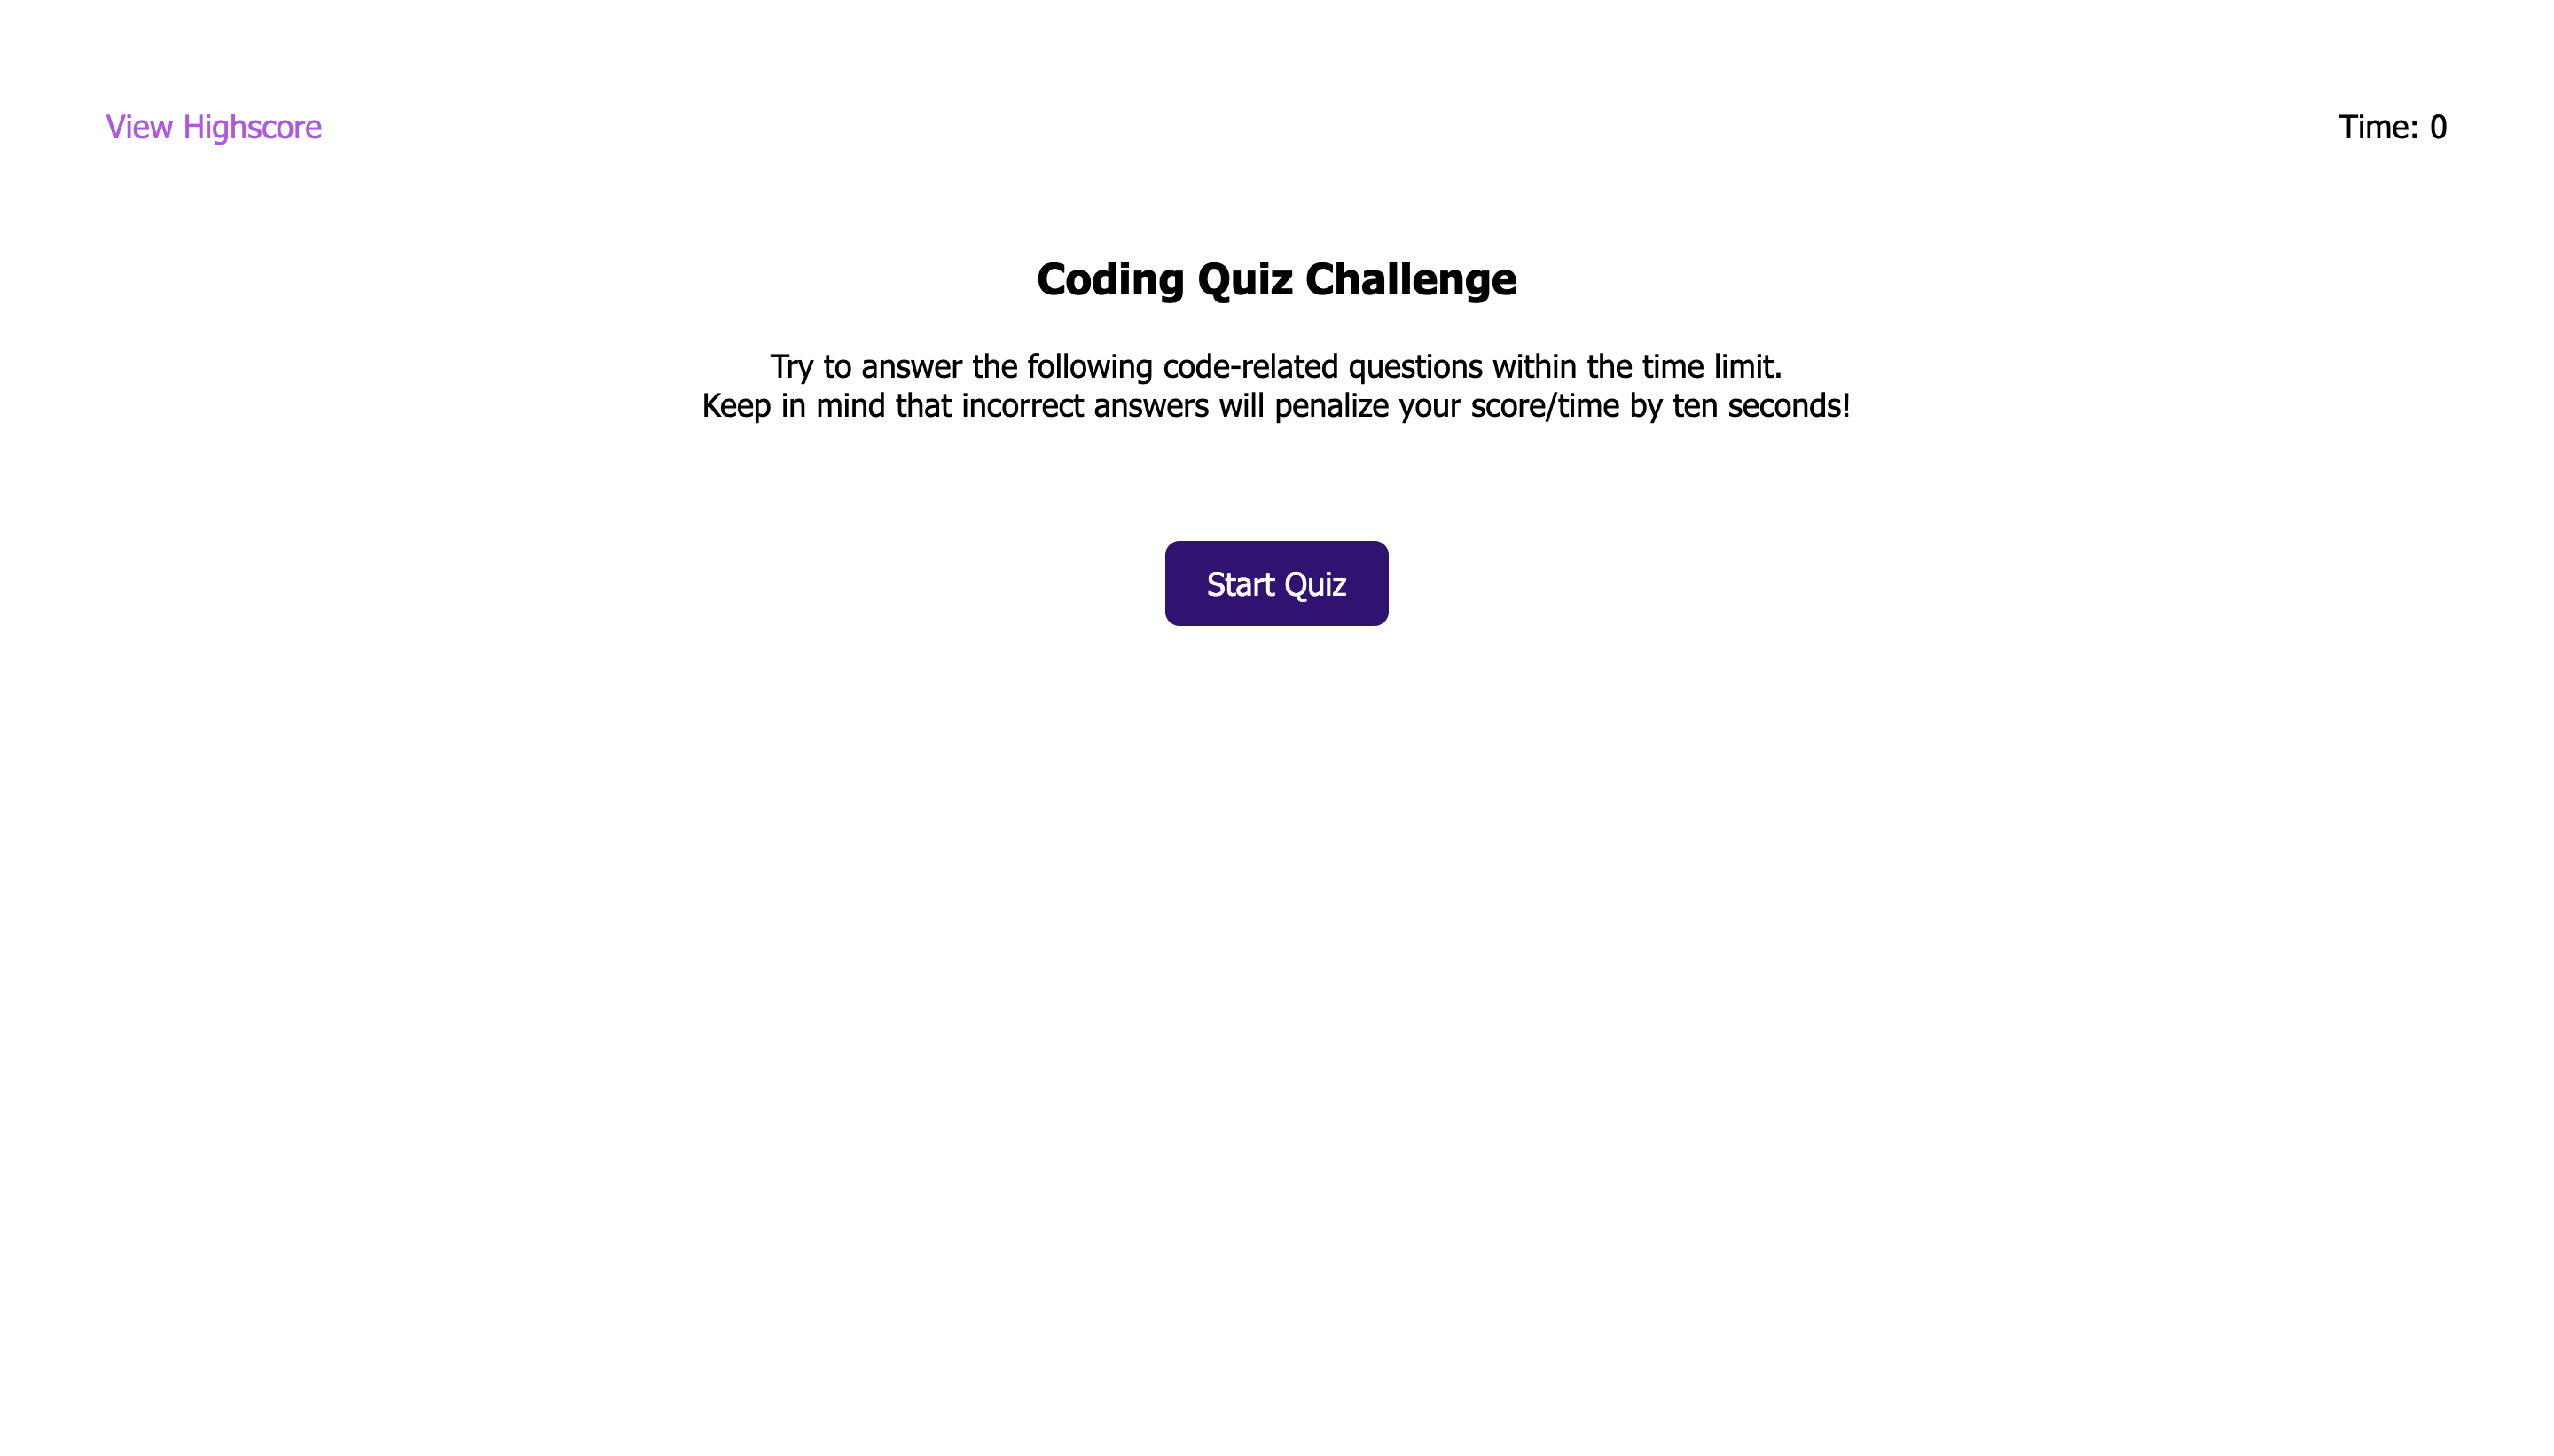 View Highscore
Time: 0
Coding Quiz Challenge
Try to answer the following code-related questions within the time limit.
Keep in mind that incorrect answers will penalize your score/time by ten seconds!
Start Quiz